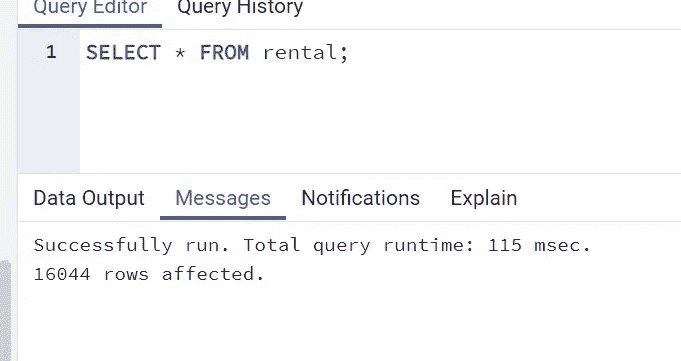 Query Editor Query History
1 SELECT * FROM rental;
Data Output Messages Notifications Explain
Successfully run. Total query runtime: 115 msec.
16044 rows affected.